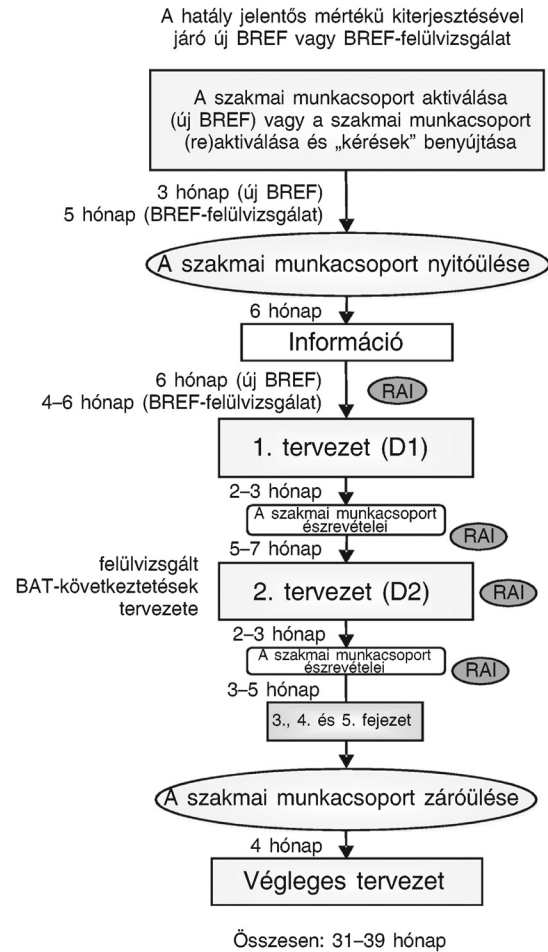 A hatály jelentős mértékű kiterjesztésével
járó új BREF vagy BREF-felülvizsgálat
A szakmai munkacsoport aktiválása
(új BREF) vagy a szakmai munkacsoport
(re)aktiválása és „kérések” benyújtása
3 hónap (új BREF)
5 hónap (BREF-felülvizsgálat)
A szakmai munkacsoport nyitóülése
6 hónap
Információ
6 hónap (új BREF)
4–6 hónap (BREF-felülvizsgálat)
RAI
1. tervezet (D1)
2–3 hónap
A szakmai munkacsoport
észrevételei
RAI
5–7 hónap
felülvizsgált
BAT-következtetések
tervezete
2. tervezet (D2)
RAI
2–3 hónap
A szakmai munkacsoport
észrevételei
RAI
3–5 hónap
3., 4. és 5. fejezet
A szakmai munkacsoport záróülése
4 hónap
Végleges tervezet
Összesen: 31–39 hónap